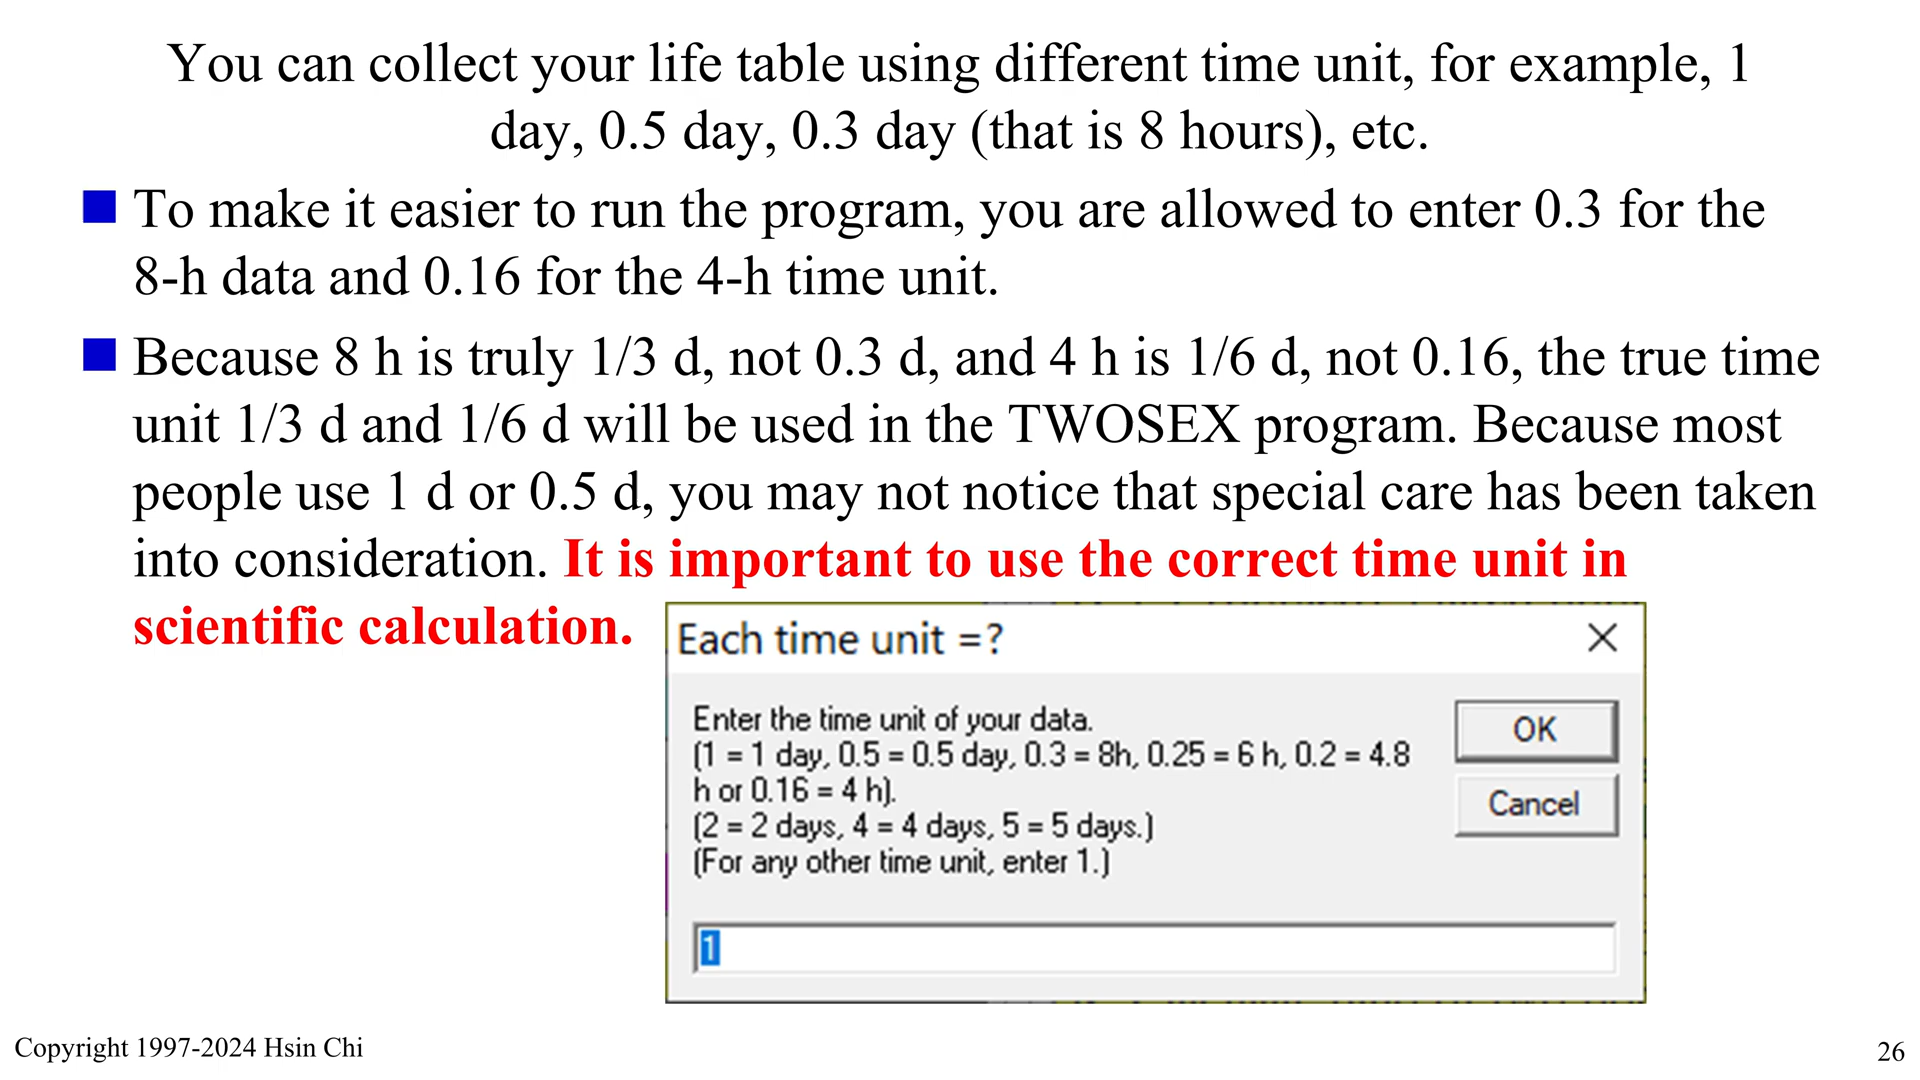 You can collect your life table using different time unit, for example, 1
day, 0.5 day, 0.3 day (that is 8 hours), etc.
To make it easier to run the program, you are allowed to enter 0.3 for the
8-h data and 0.16 for the 4-h time unit.
Because 8 h is truly 1/3 d, not 0.3 d, and 4 h is 1/6 d, not 0.16, the true time
unit 1/3 d and 1/6 d will be used in the TWOSEX program. Because most
people use 1 d or 0.5 d, you may not notice that special care has been taken
into consideration. It is important to use the correct time unit in
scientific calculation.
Each time unit =?
Enter the time unit of your data.
(1 = 1 day, 0.5 = 0.5 day, 0.3 = 8h, 0.25 = 6 h, 0.2 = 4.8
h or 0.16 = 4 h).
(2 = 2 days, 4 = 4 days, 5 = 5 days.)
(For any other time unit, enter 1.)
OK
Cancel
1
Copyright 1997-2024 Hsin Chi
26